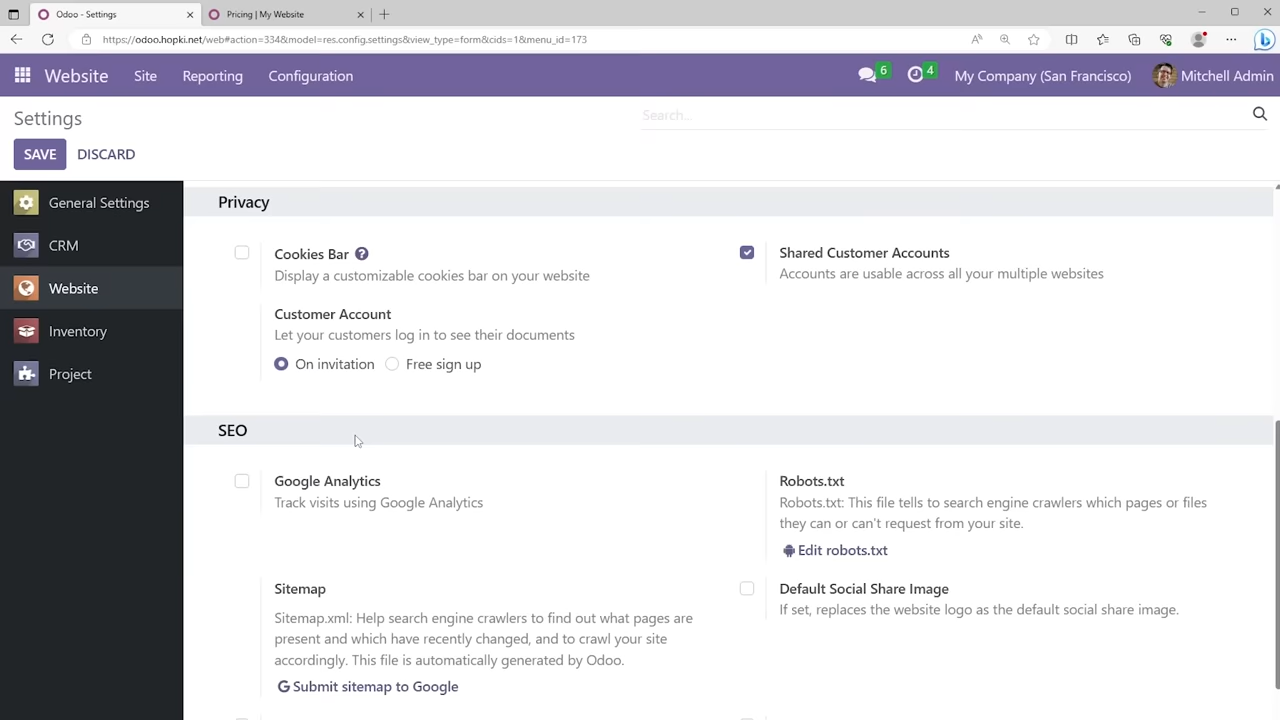 Odoo - Settings
Pricing | My Website
https://odoo.hopki.net/web#action=334&model=res.config.settings&view_type=form&cids=1&menu_id=173
Website Site Reporting Configuration 6 4 My Company (San Francisco) Mitchell Admin
Settings
Search...
SAVE DISCARD
General Settings
CRM
Website
Inventory
Project
Privacy
Cookies Bar ?
Display a customizable cookies bar on your website
Shared Customer Accounts
Accounts are usable across all your multiple websites
Customer Account
Let your customers log in to see their documents
On invitation Free sign up
SEO
Google Analytics
Track visits using Google Analytics
Robots.txt
Robots.txt: This file tells to search engine crawlers which pages or files
they can or can't request from your site.
Edit robots.txt
Sitemap
Sitemap.xml: Help search engine crawlers to find out what pages are
present and which have recently changed, and to crawl your site
accordingly. This file is automatically generated by Odoo.
Submit sitemap to Google
Default Social Share Image
If set, replaces the website logo as the default social share image.